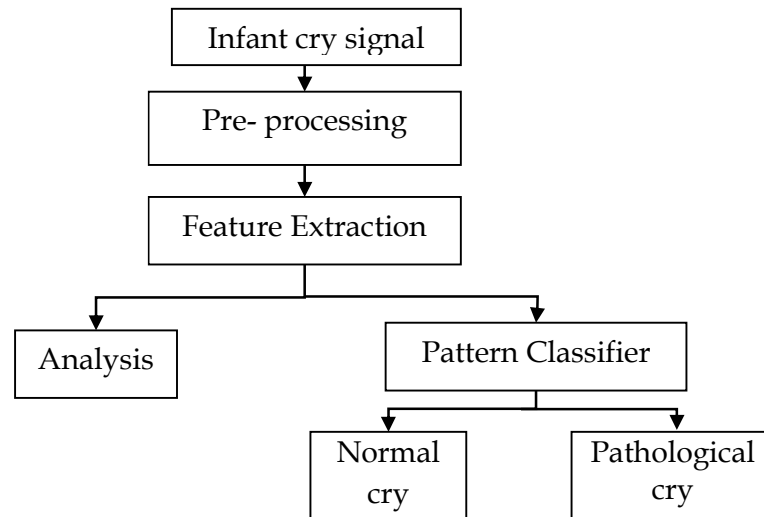 Infant cry signal
Pre- processing
Feature Extraction
Analysis
Pattern Classifier
Normal
cry
Pathological
cry